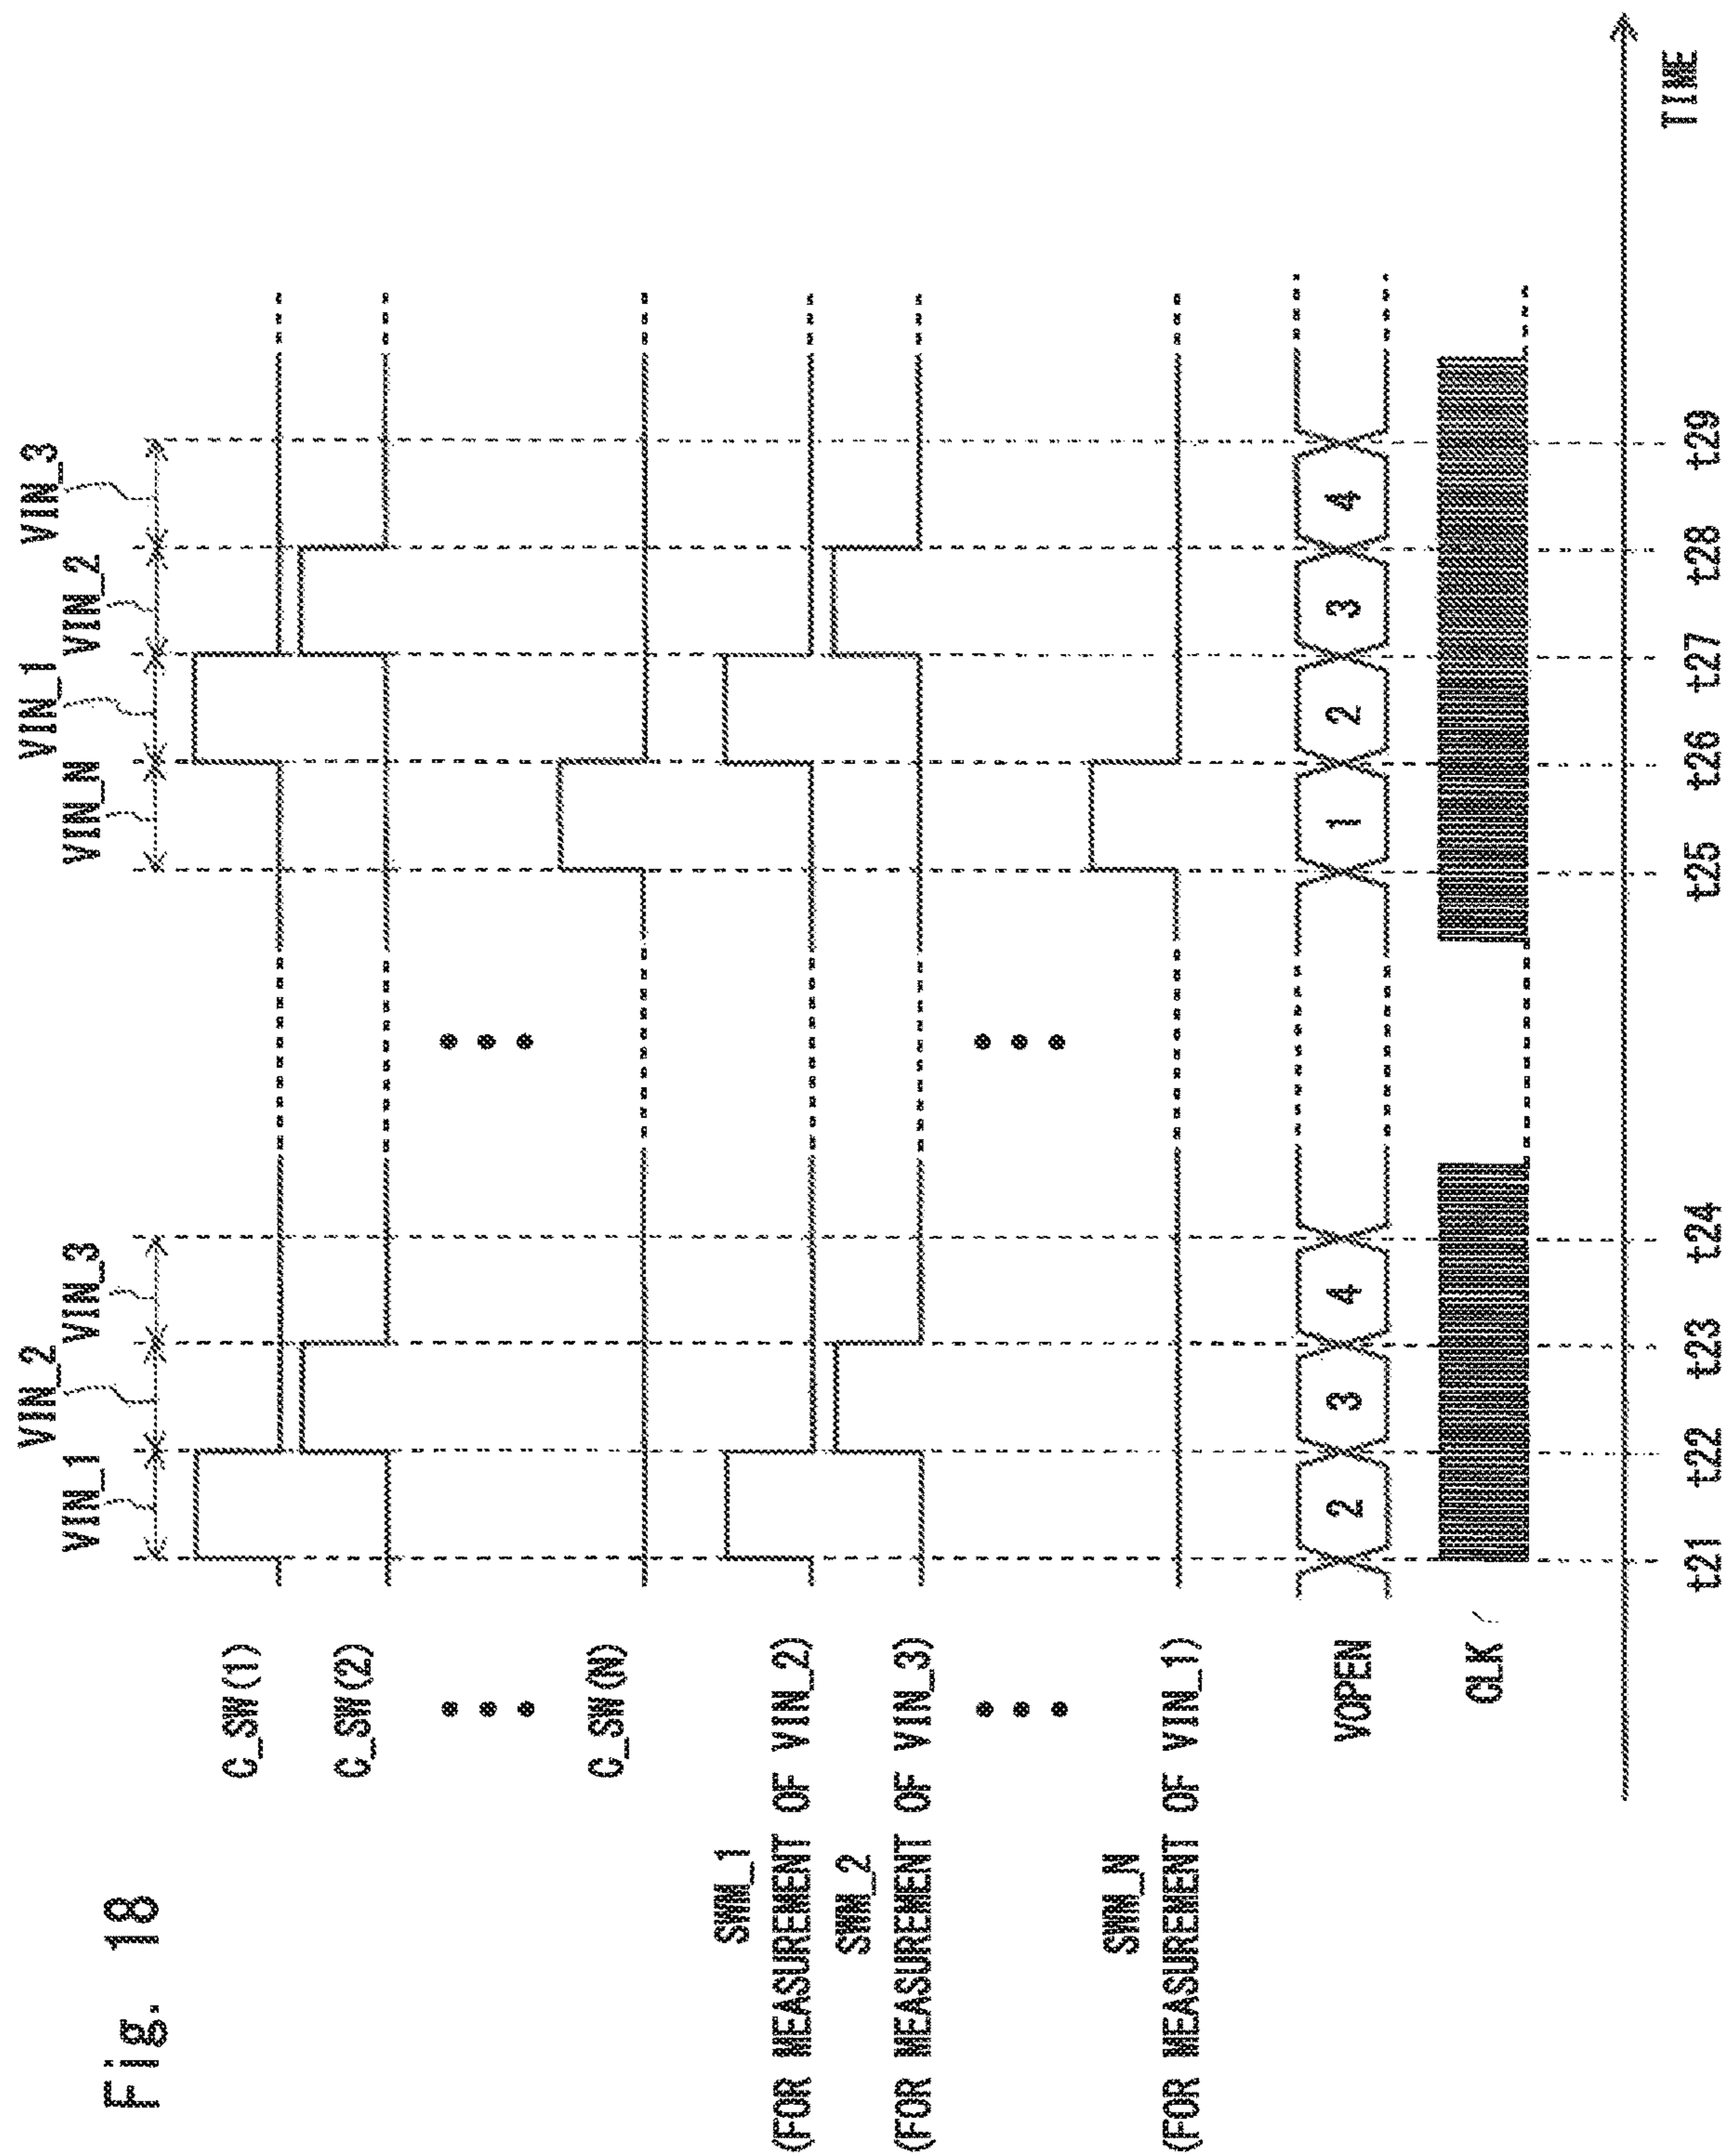 Fig. 18
VIN_1
VIN_2
VIN_3
VIN_N
VIN_1
VIN_2
VIN_3
C_SW(1)
C_SW(2)
C_SW(N)
SWM_1
(FOR MEASUREMENT OF VIN_2)
SWM_2
(FOR MEASUREMENT OF VIN_3)
SWM_N
(FOR MEASUREMENT OF VIN_1)
VOPEN 2 3 4 1 2 3 4
CLK
t21 t22 t23 t24 t25 t26 t27 t28 t29
TIME